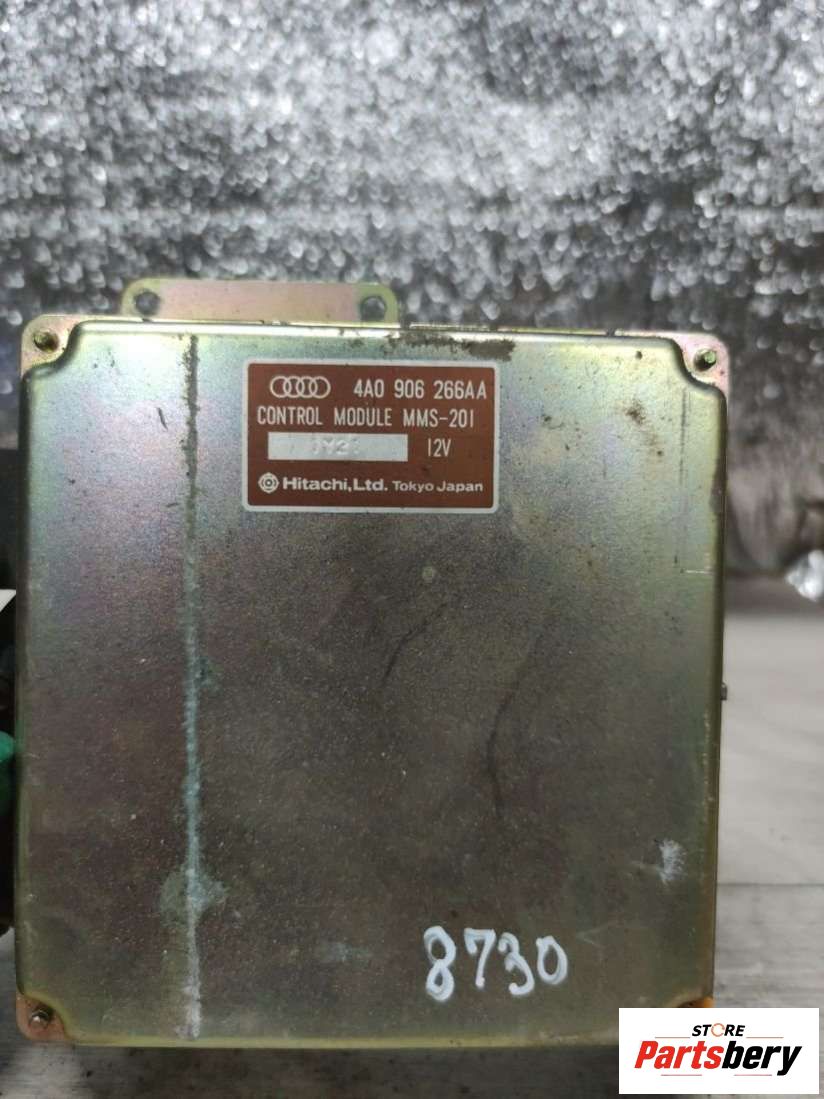 4A0 906 266AA
CONTROL MODULE MMS-201
12V
Hitachi, Ltd. Tokyo Japan
8730
STORE
Partsbery